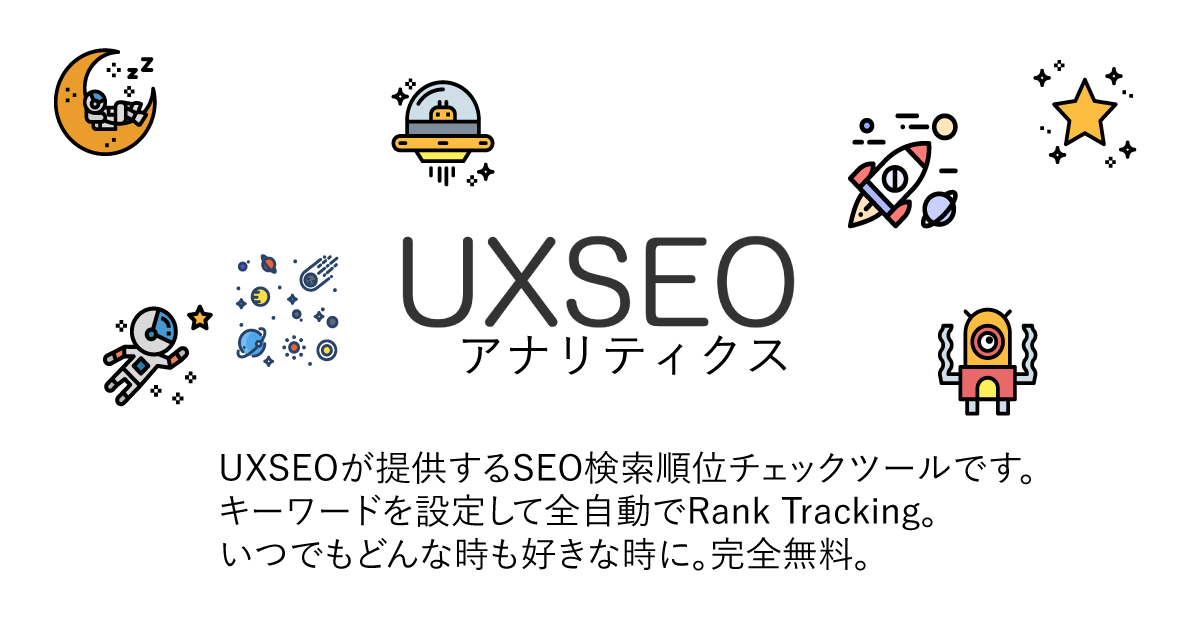 zzZ
UXSEO
アナリティクス
UXSEOが提供するSEO検索順位チェックツールです。
キーワードを設定して全自動でRank Tracking。
いつでもどんな時も好きな時に。完全無料。